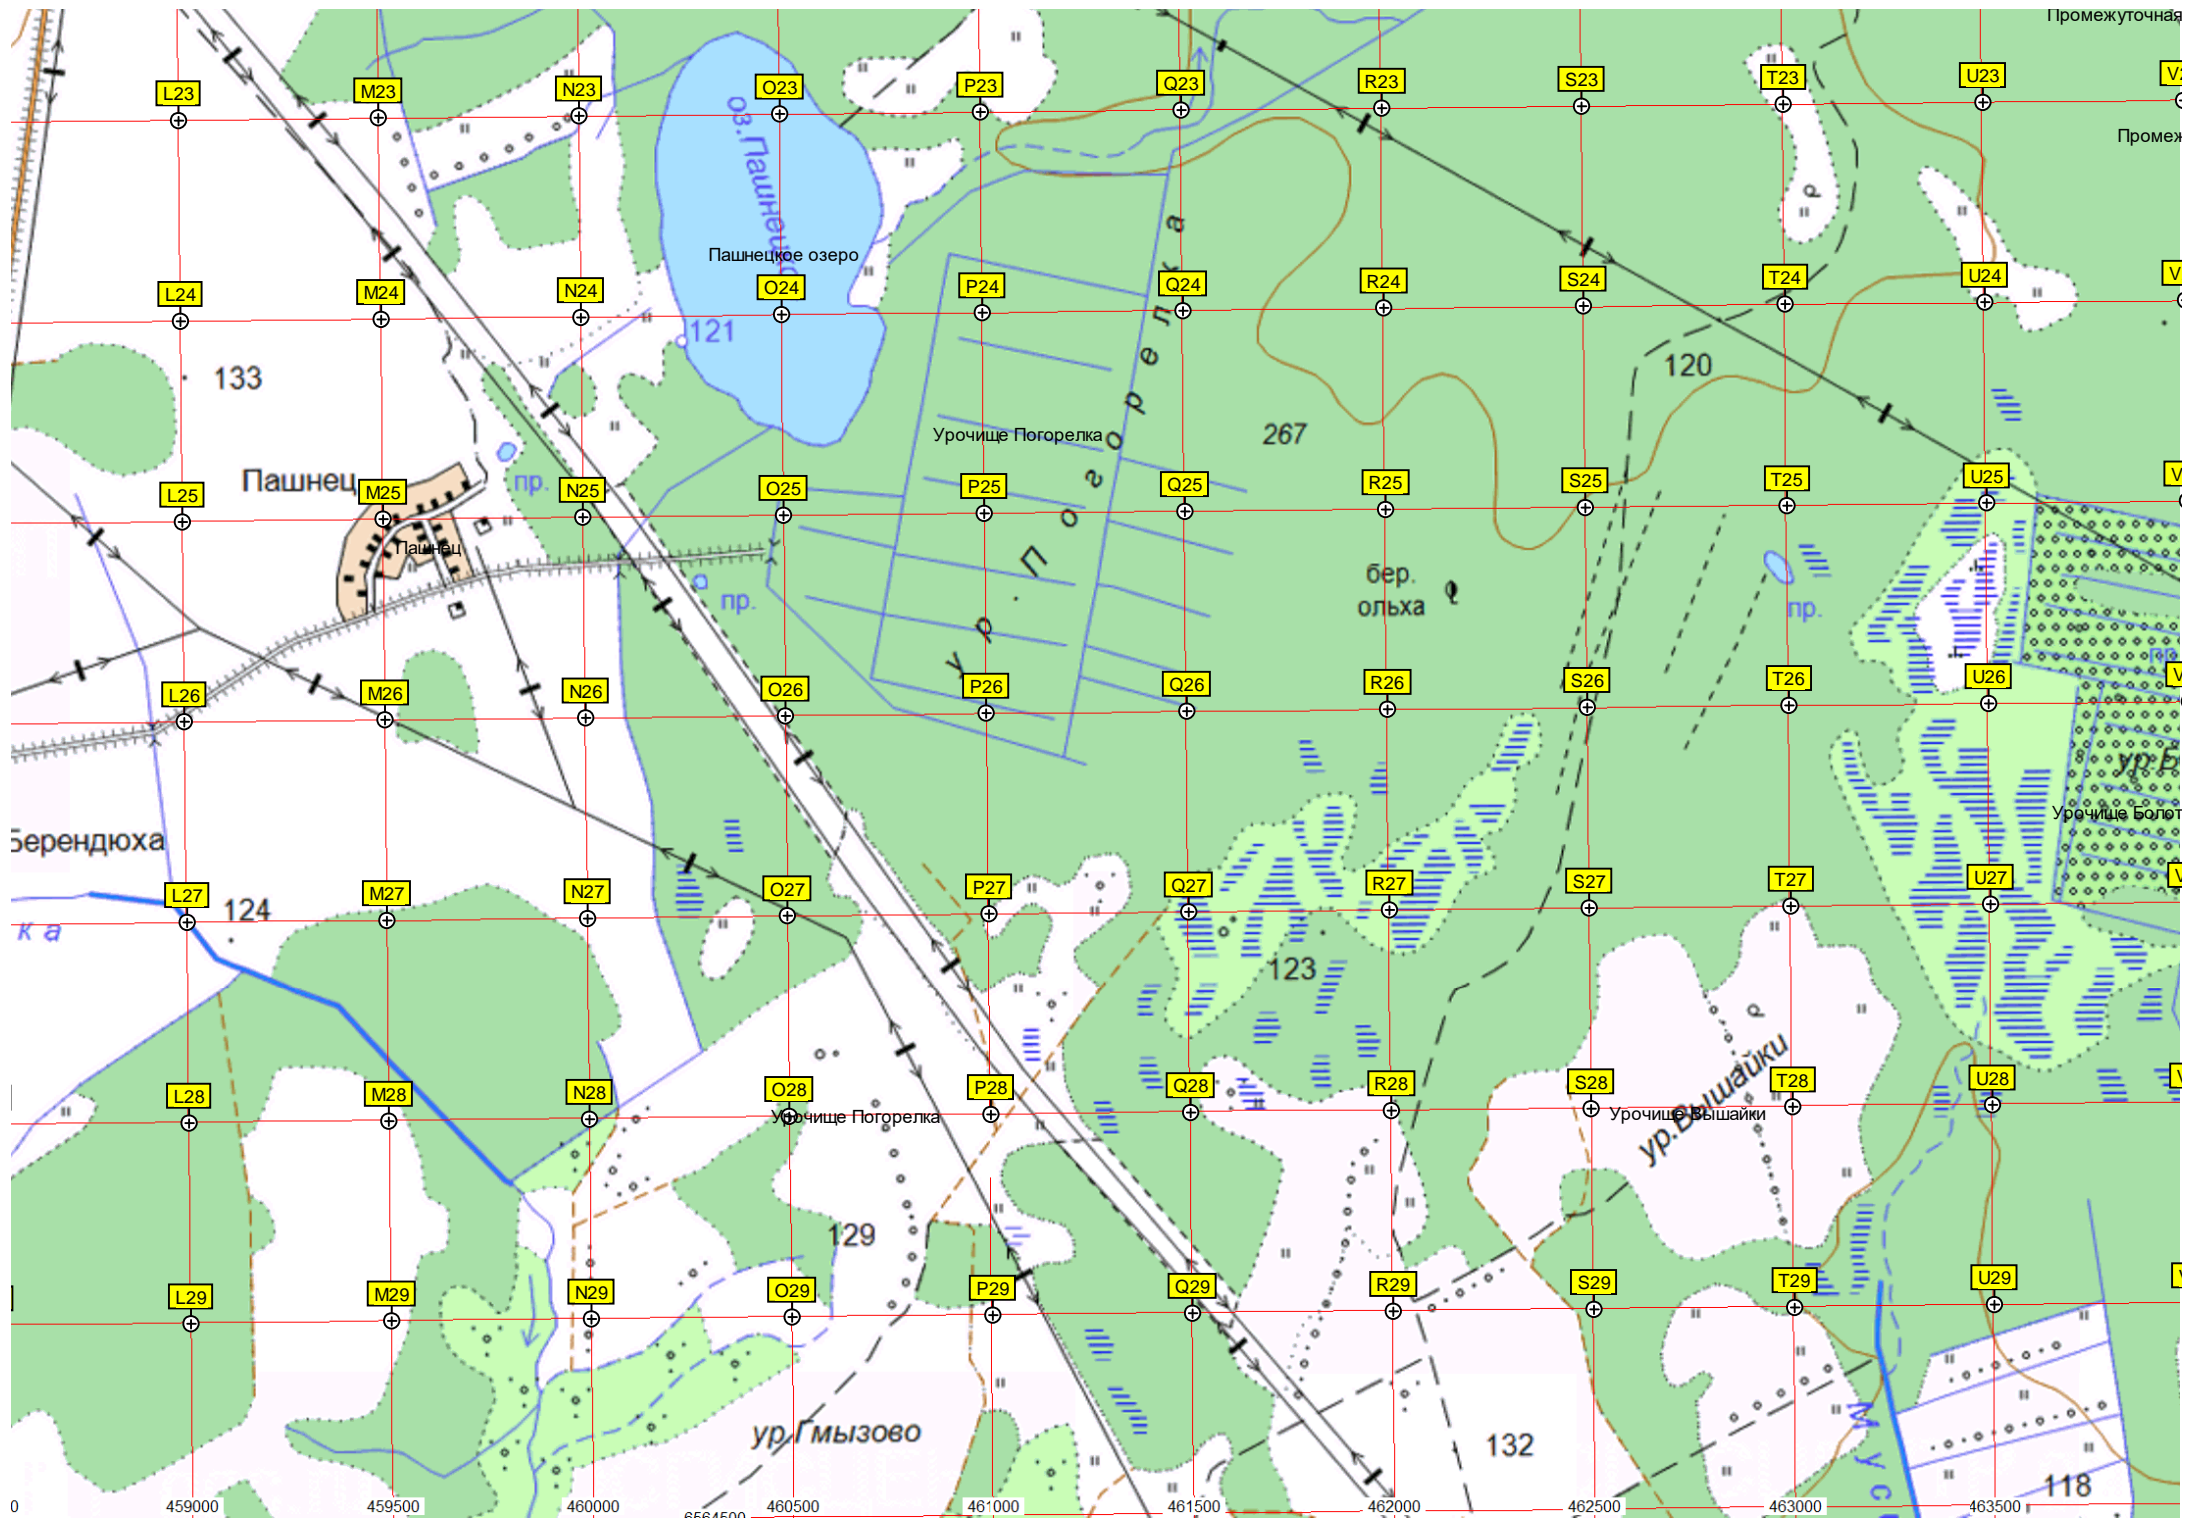 Промежуточная
L23 M23 N23 O23 P23 Q23 R23 S23 T23 U23
оз.Пашнецко
Пашнецкое озеро
L24 M24 N24 O24 P24 Q24 R24 S24 T24 U24
121
133
120
267
Урочище Погорелка
ур. Погорелка
Пашнец
пр.
L25 M25 N25 O25 P25 Q25 R25 S25 T25 U25
Пашнец
бер.
ольха
пр.
пр.
пр.
L26 M26 N26 O26 P26 Q26 R26 S26 T26 U26
ур.Б
Урочище Болот
Берендюха
L27 M27 N27 O27 P27 Q27 R27 S27 T27 U27
124
ка
123
L28 M28 N28 O28 P28 Q28 R28 S28 T28 U28
Урочище Погорелка
Урочище Вышайки
ур.Вышайки
129
L29 M29 N29 O29 P29 Q29 R29 S29 T29 U29
ур.Гмызово
132
Мус
118
0 459000 459500 460000 460500 461000 461500 462000 462500 463000 463500
6564500